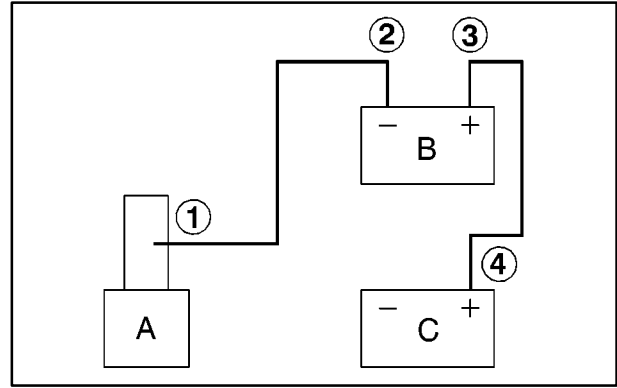 ② ③
− +
B
①
④
− +
A C